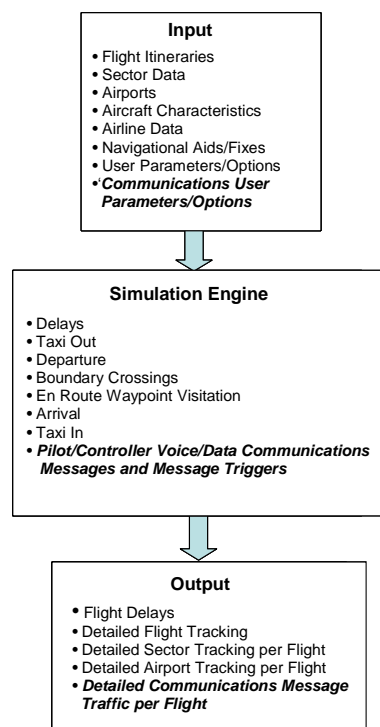 Input
• Flight Itineraries
• Sector Data
• Airports
• Aircraft Characteristics
• Airline Data
• Navigational Aids/Fixes
• User Parameters/Options
•‘Communications User
Parameters/Options
Simulation Engine
• Delays
• Taxi Out
• Departure
• Boundary Crossings
• En Route Waypoint Visitation
• Arrival
• Taxi In
• Pilot/Controller Voice/Data Communications
Messages and Message Triggers
Output
• Flight Delays
• Detailed Flight Tracking
• Detailed Sector Tracking per Flight
• Detailed Airport Tracking per Flight
• Detailed Communications Message
Traffic per Flight